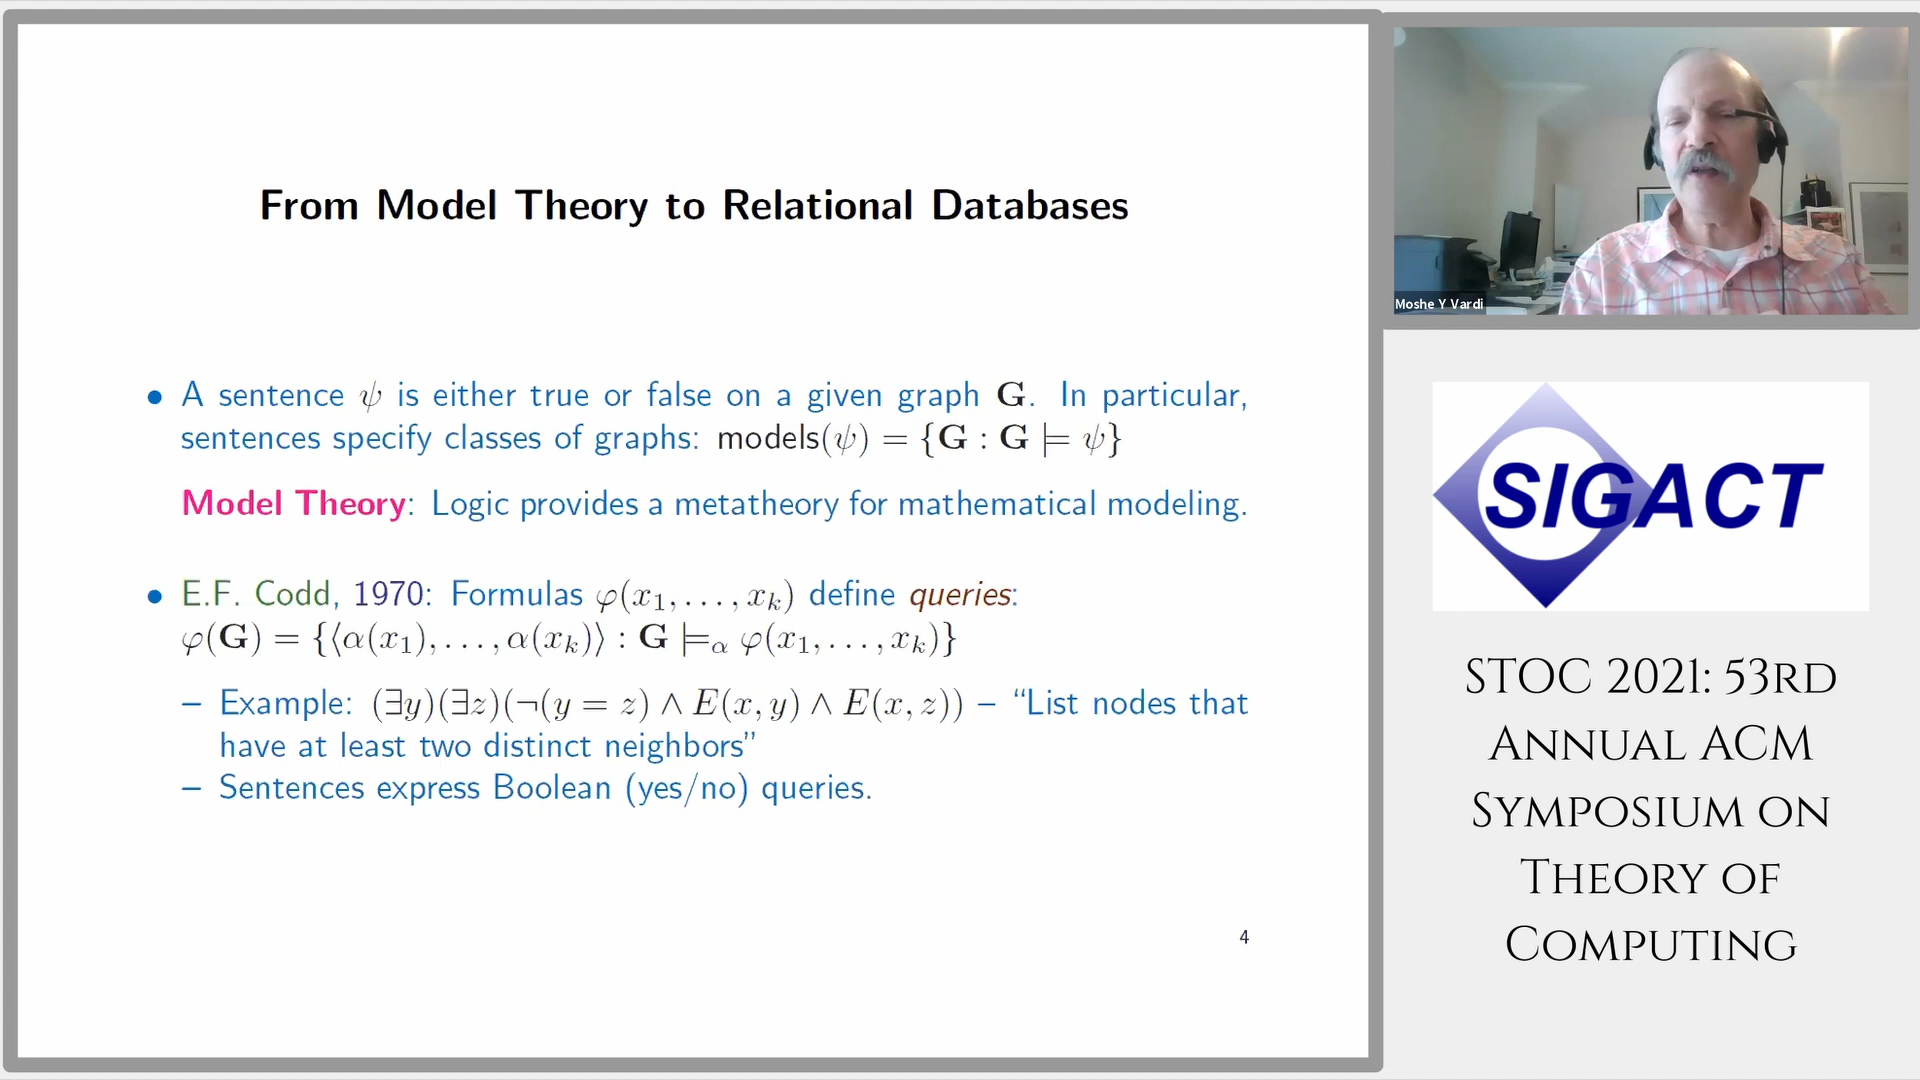 From Model Theory to Relational Databases
• A sentence ψ is either true or false on a given graph G. In particular,
sentences specify classes of graphs: models(ψ) = {G : G ⊨ ψ}
Model Theory: Logic provides a metatheory for mathematical modeling.
• E.F. Codd, 1970: Formulas φ(x₁, . . . , xₖ) define queries:
φ(G) = {⟨α(x₁), . . . , α(xₖ)⟩ : G ⊨α φ(x₁, . . . , xₖ)}
– Example: (∃y)(∃z)(¬(y = z) ∧ E(x, y) ∧ E(x, z)) – “List nodes that
have at least two distinct neighbors”
– Sentences express Boolean (yes/no) queries.
4
Moshe Y Vardi
SIGACT
STOC 2021: 53rd
Annual ACM
Symposium on
Theory of
Computing